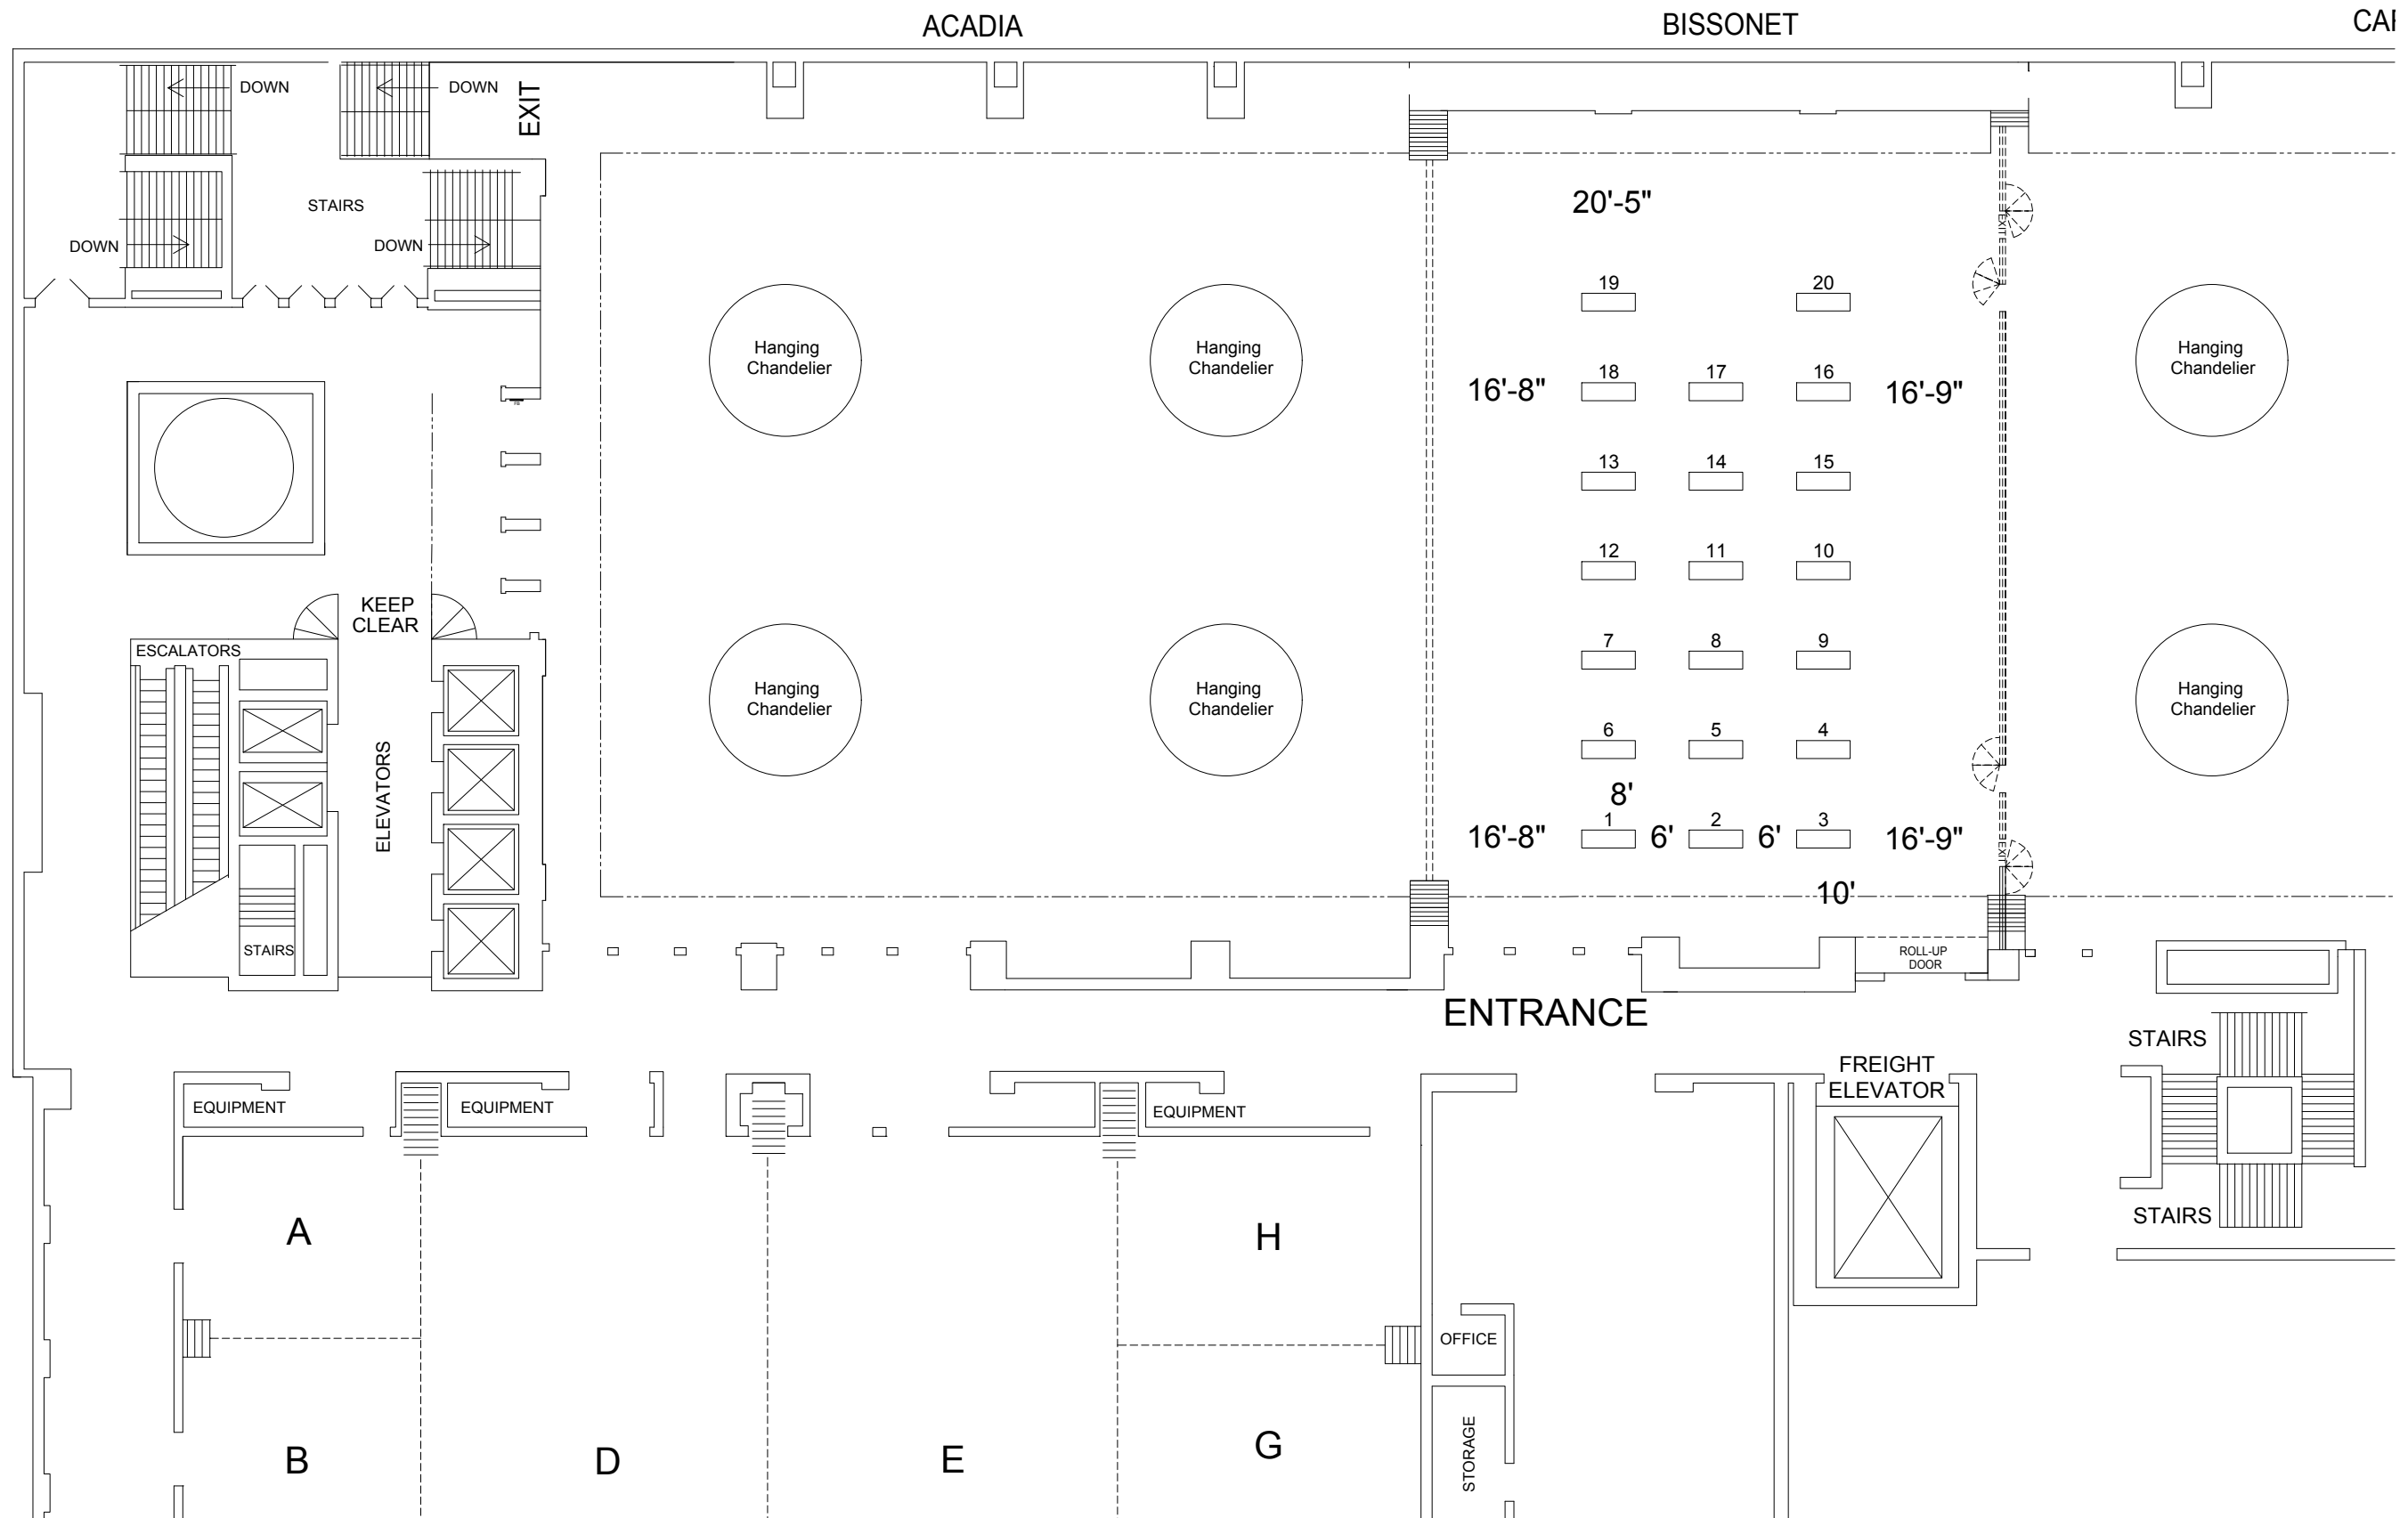 ACADIA
BISSONET
DOWN
DOWN
EXIT
STAIRS
DOWN
DOWN
20'-5"
EXIT
19
20
Hanging
Chandelier
Hanging
Chandelier
Hanging
Chandelier
16'-8"
18
17
16
16'-9"
13
14
15
12
11
10
KEEP
CLEAR
ESCALATORS
7
8
9
Hanging
Chandelier
Hanging
Chandelier
Hanging
Chandelier
ELEVATORS
6
5
4
8'
16'-8"
1
6'
2
6'
3
16'-9"
EXIT
10'
STAIRS
ROLL-UP
DOOR
ENTRANCE
STAIRS
FREIGHT
ELEVATOR
EQUIPMENT
EQUIPMENT
EQUIPMENT
A
H
STAIRS
OFFICE
B
D
E
G
STORAGE